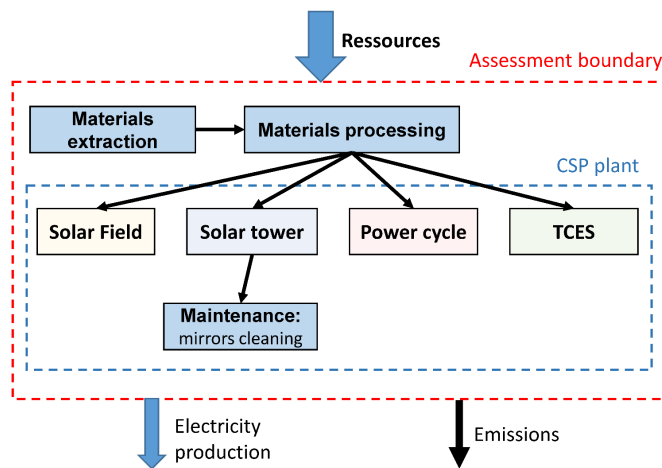 Ressources
Assessment boundary
Materials
extraction
Materials processing
CSP plant
Solar Field
Solar tower
Power cycle
TCES
Maintenance:
mirrors cleaning
Electricity
production
Emissions